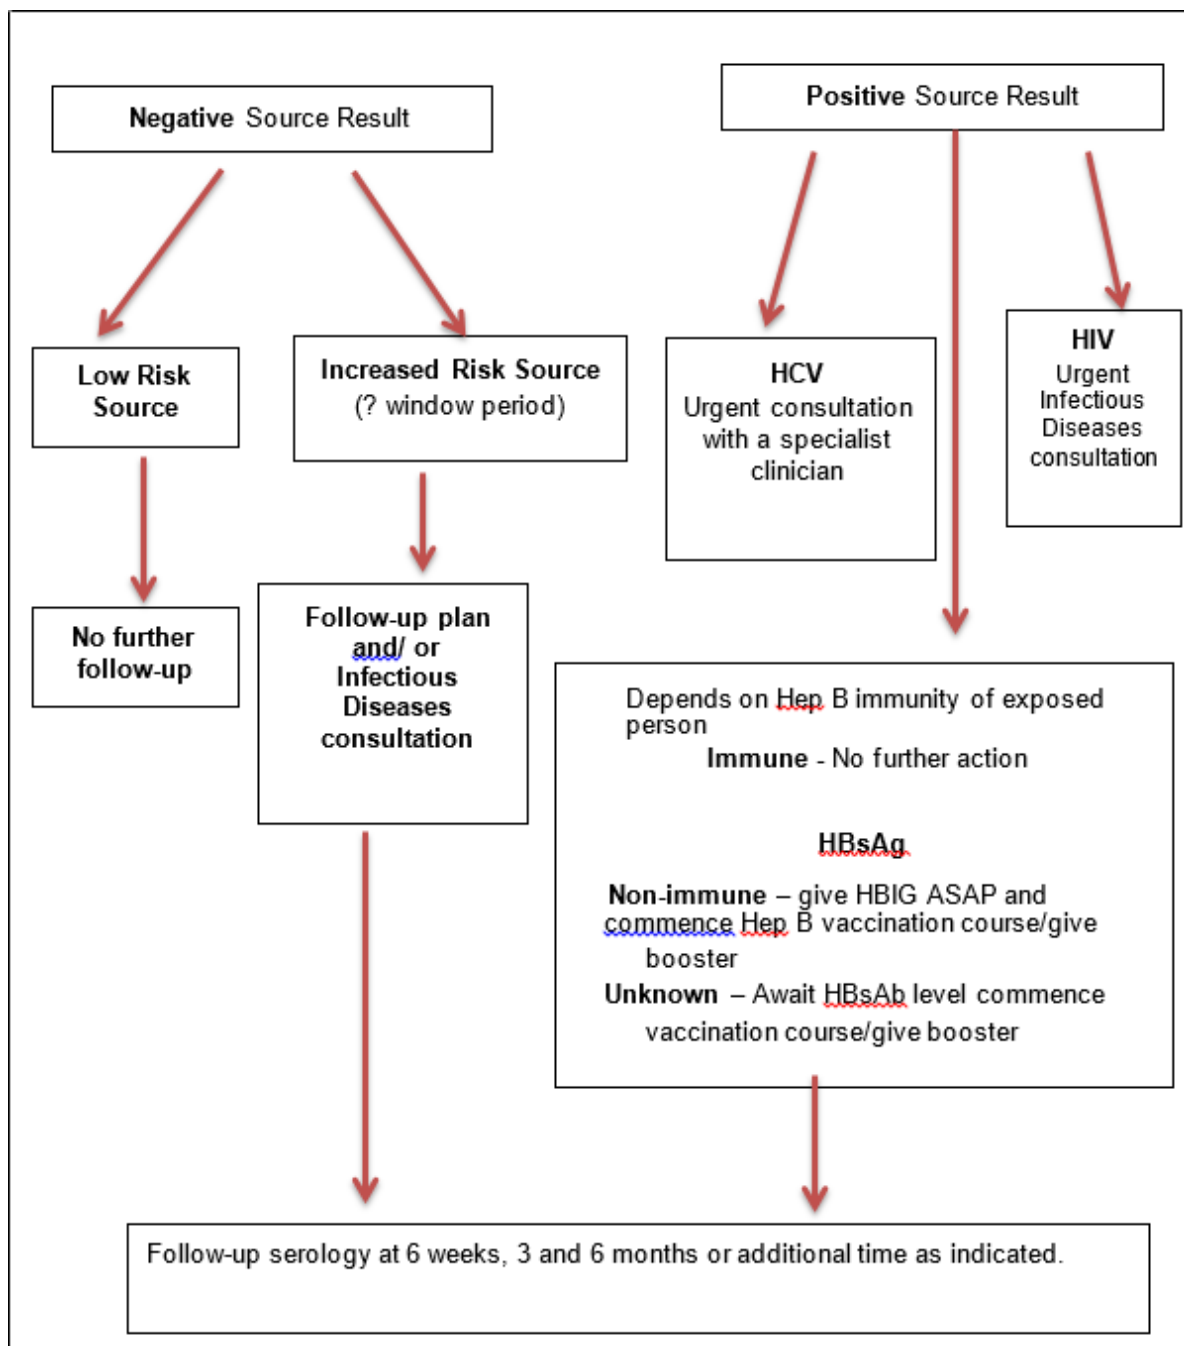 Negative Source Result
Positive Source Result
Low Risk
Source
Increased Risk Source
(? window period)
HCV
Urgent consultation
with a specialist
clinician
HIV
Urgent
Infectious
Diseases
consultation
No further
follow-up
Follow-up plan
and/ or
Infectious
Diseases
consultation
Depends on Hep B immunity of exposed
person
Immune - No further action
HBsAg
Non-immune – give HBIG ASAP and
commence Hep B vaccination course/give
booster
Unknown – Await HBsAb level commence
vaccination course/give booster
Follow-up serology at 6 weeks, 3 and 6 months or additional time as indicated.